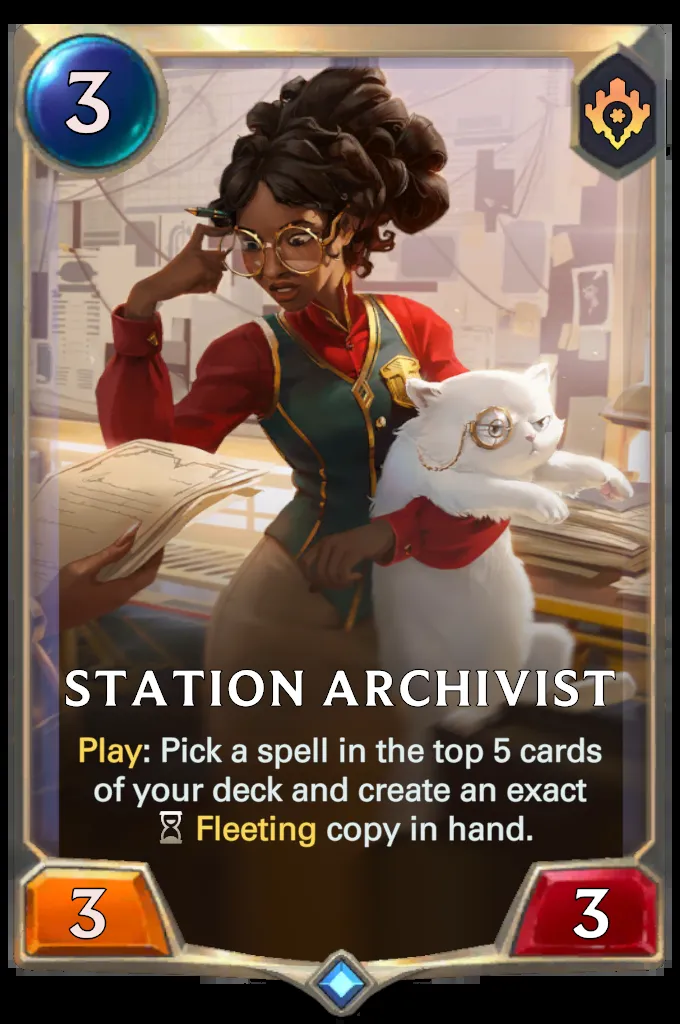 3
STATION ARCHIVIST
Play: Pick a spell in the top 5 cards
of your deck and create an exact
Fleeting copy in hand.
3
3